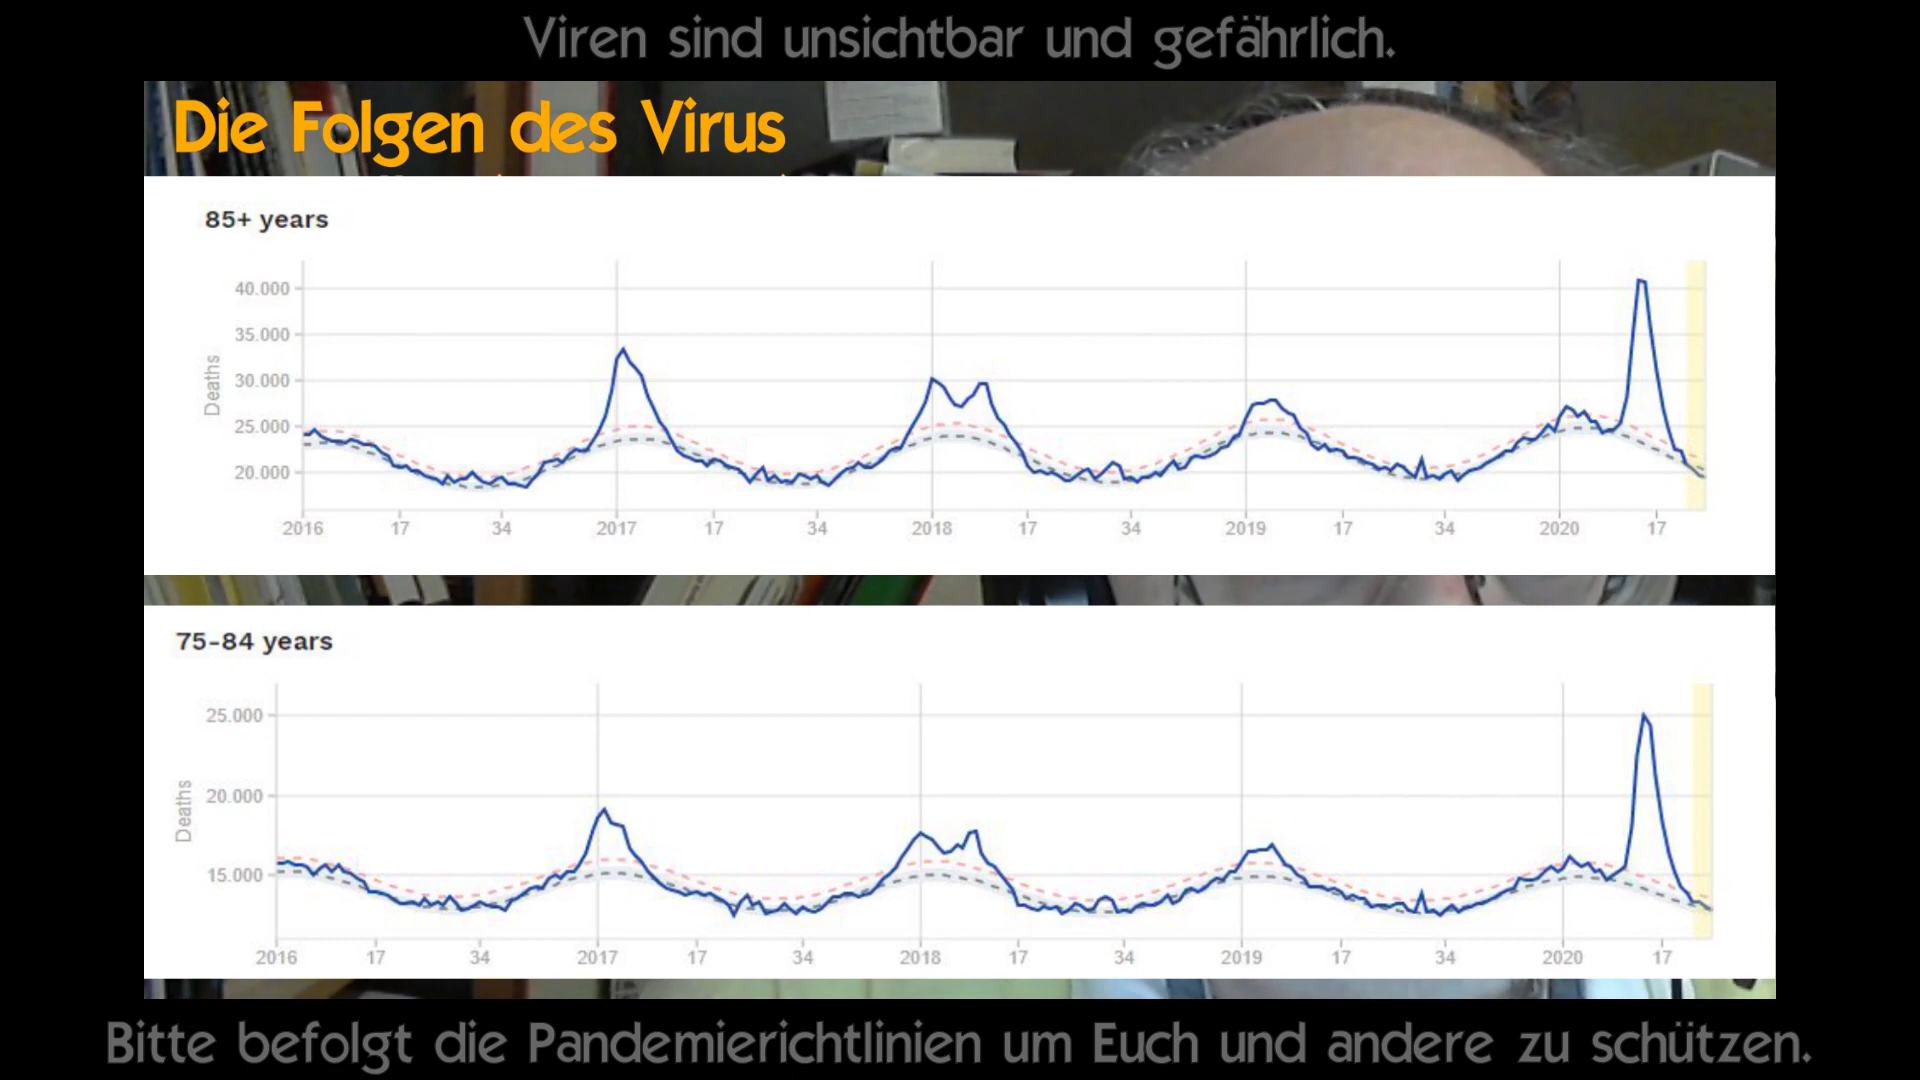 Viren sind unsichtbar und gefährlich.
Die Folgen des Virus
85+ years
Deaths
40.000
35.000
30.000
25.000
20.000
2016 17 34 2017 17 34 2018 17 34 2019 17 34 2020 17
75-84 years
Deaths
25.000
20.000
15.000
2016 17 34 2017 17 34 2018 17 34 2019 17 34 2020 17
Bitte befolgt die Pandemierichtlinien um Euch und andere zu schützen.